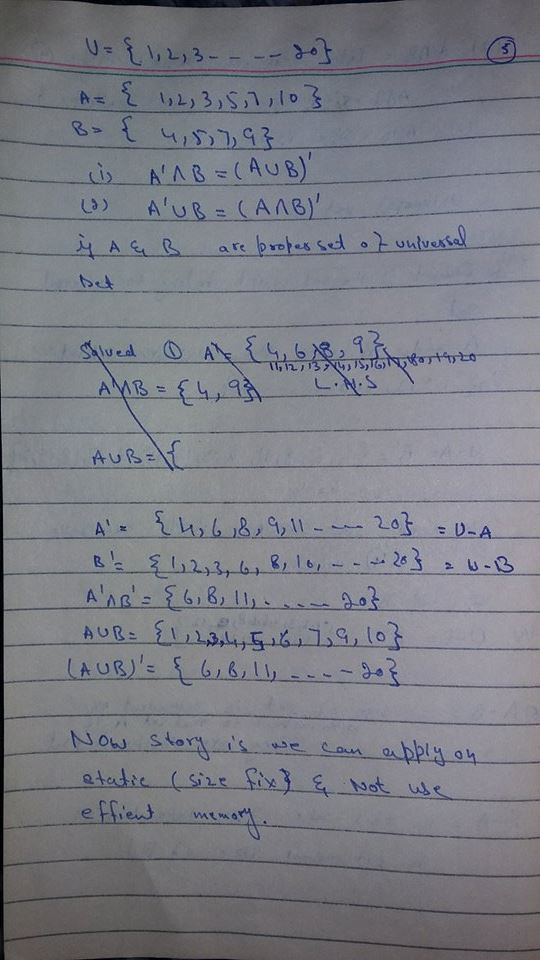 U = {1,2,3- - - - - 20}
5
A = { 1,2,3,5,7,10}
B = { 4,5,7,9}
(1) A'∧B = (A∪B)'
(2) A'∪B = (A∧B)'
if A & B are proper set of universal
set
Solved ① A' = {4,6,8,9}
11,12,13,14,15,16,17,180,19,20
A'∧B = {4,9} L.H.S
A∪B = {
A' = {4,6,8,9,11 - - - - 20} = U-A
B' = {1,2,3,6,8,10, - - - - 20} = U-B
A'∧B' = {6,8,11, - - - - - 20}
A∪B = {1,2,3,4,5,6,7,9,10}
(A∪B)' = {6,8,11, - - - - - 20}
Now story is we can apply on
static (size fix} & Not use
effient memory.